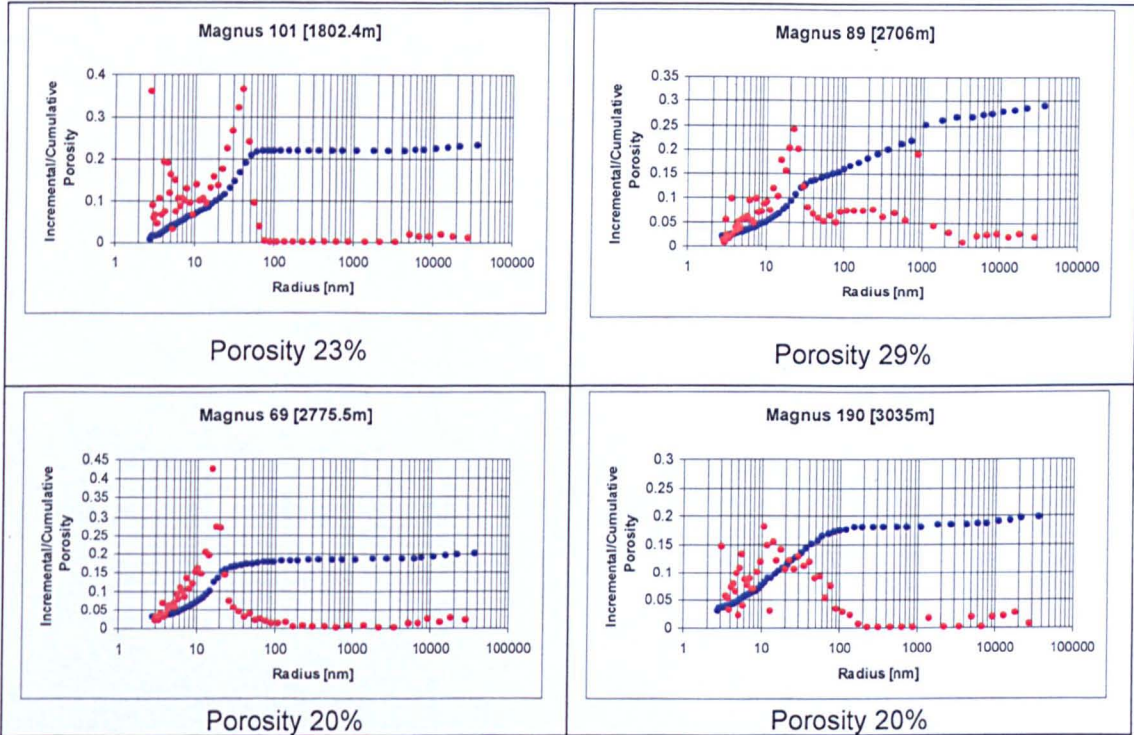 Magnus 101 [1802.4m]
Incremental/Cumulative
Porosity
0.4
0.3
0.2
0.1
0
1
10
100
1000
10000
100000
Radius [nm]
Porosity 23%
Magnus 89 [2706m]
Incremental/Cumulative
Porosity
0.35
0.3
0.25
0.2
0.15
0.1
0.05
0
1
10
100
1000
10000
100000
Radius [nm]
Porosity 29%
Magnus 69 [2775.5m]
Incremental/Cumulative
Porosity
0.45
0.4
0.35
0.3
0.25
0.2
0.15
0.1
0.05
0
1
10
100
1000
10000
100000
Radius [nm]
Porosity 20%
Magnus 190 [3035m]
Incremental/Cumulative
Porosity
0.3
0.25
0.2
0.15
0.1
0.05
0
1
10
100
1000
10000
100000
Radius [nm]
Porosity 20%